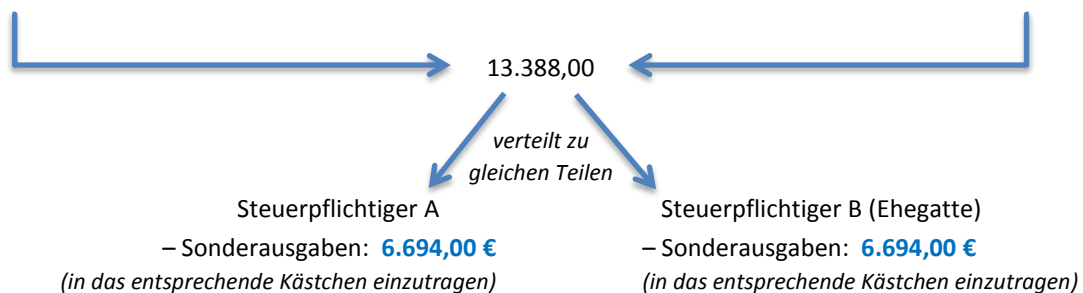 13.388,00
verteilt zu
gleichen Teilen
Steuerpflichtiger A
– Sonderausgaben: 6.694,00 €
(in das entsprechende Kästchen einzutragen)
Steuerpflichtiger B (Ehegatte)
– Sonderausgaben: 6.694,00 €
(in das entsprechende Kästchen einzutragen)